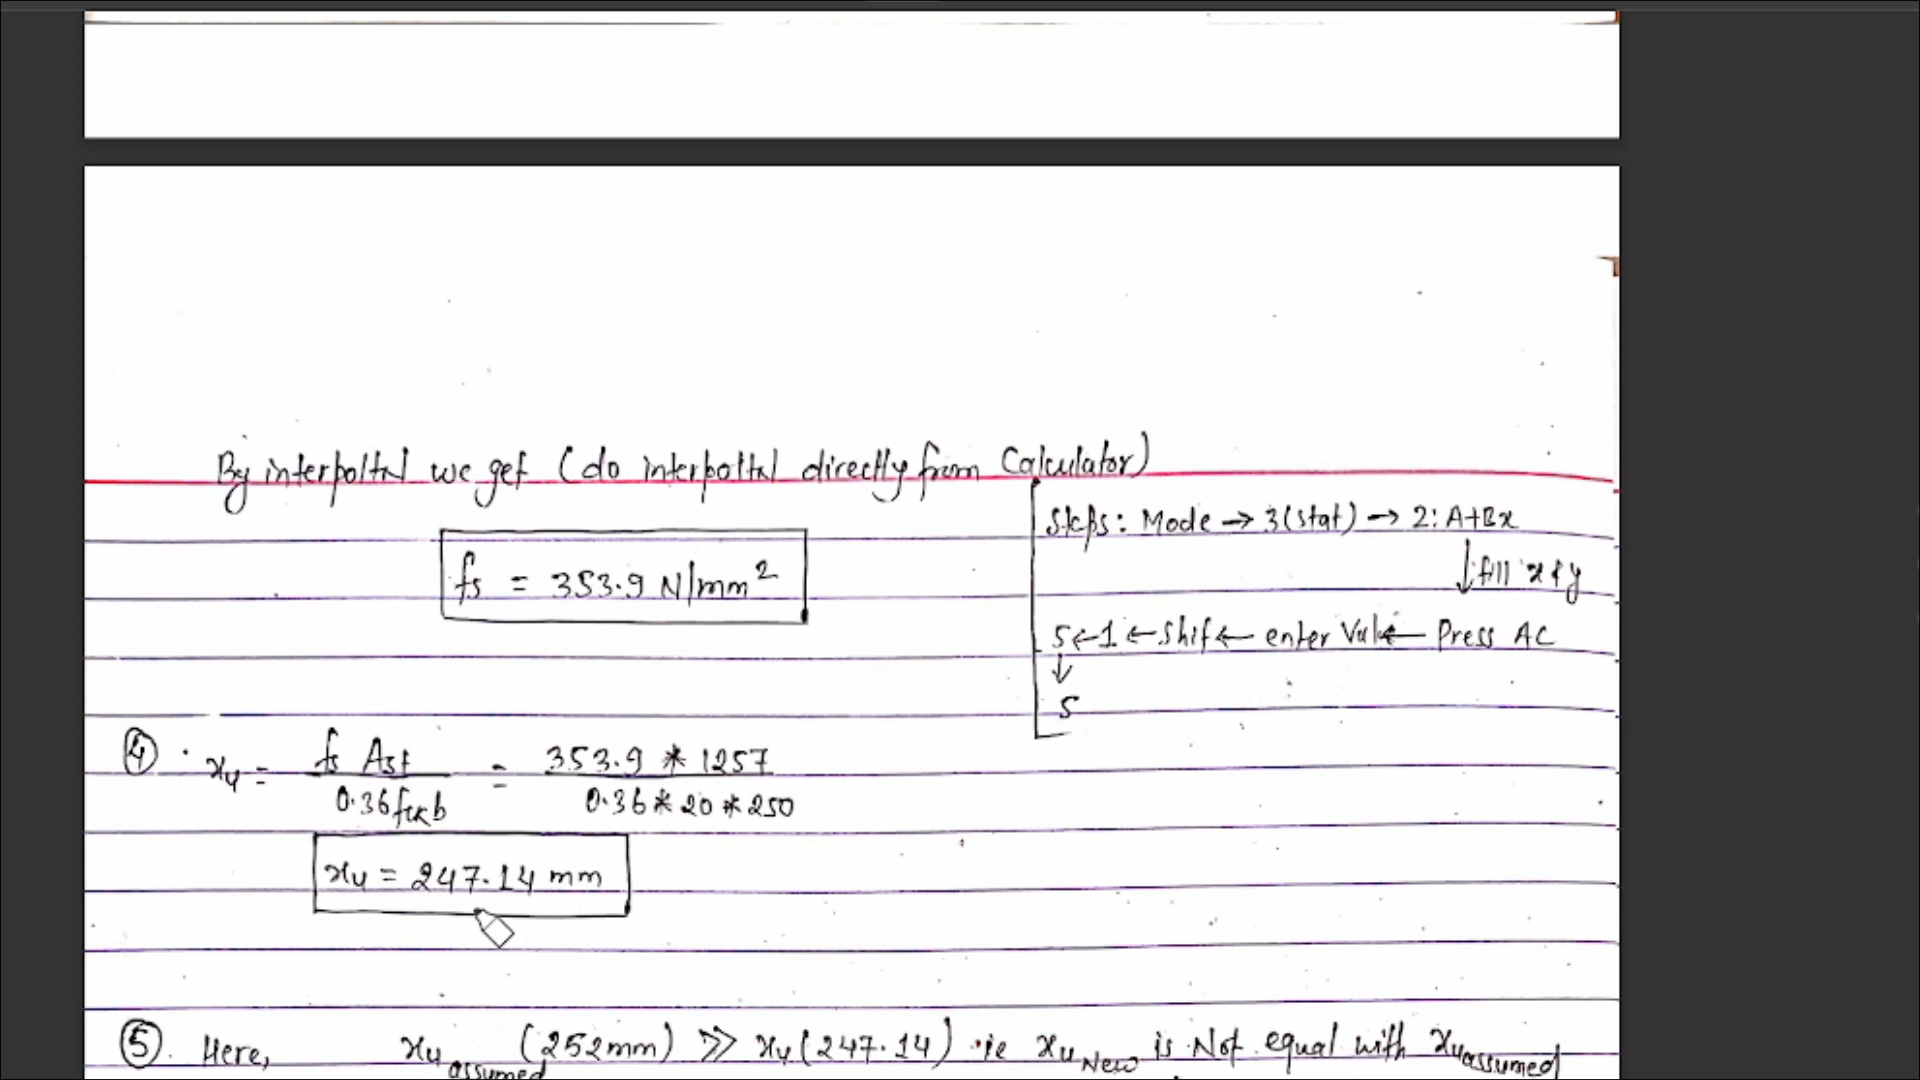 By interpoltnl we get (do interpoltnl directly from Calculator)
Steps: Mode → 3(stat) → 2: A+Bx
↓ fill x & y
fs = 353.9 N/mm²
5 ← 1 ← Shif ← enter Val ← Press AC
↓
5
④ xu = fs Ast / 0.36 fck b = 353.9 * 1257 / 0.36 * 20 * 250
xu = 247.14 mm
⑤. Here, xu assumed (252mm) >> xu (247.14) ie xu New is Not equal with xu assumed